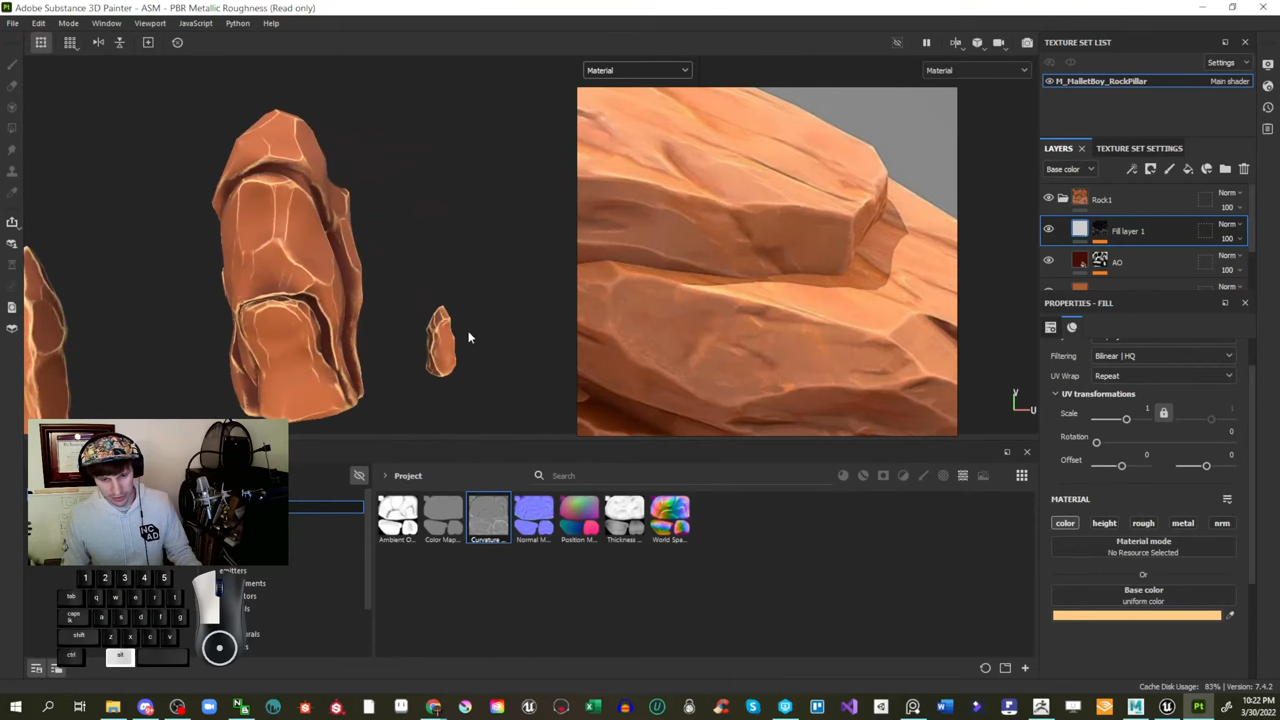 Adobe Substance 3D Painter - ASM - PBR Metallic Roughness (Read only)
File Edit Mode Window Viewport JavaScript Python Help
Material
Material
TEXTURE SET LIST
Settings
M_MalletBoy_RockPillar Main shader
LAYERS TEXTURE SET SETTINGS
Base color
Rock1 Norm
100
Fill layer 1 Norm
100
AO Norm
100
Norm
PROPERTIES - FILL
Filtering Bilinear | HQ
UV Wrap Repeat
UV transformations
Scale 1 1
Rotation 0
Offset 0 0
MATERIAL
color height rough metal nrm
Material mode
No Resource Selected
Or
Base color
uniform color
Y
U
Project Search
Ambient O... Color Map... Curvature ... Normal M... Position M... Thickness ... World Spa...
NC
AD
1 2 3 4 5
tab q w e r t
caps
lk a s d f g
shift z x c v
ctrl alt
Cache Disk Usage: 83% | Version: 7.4.2
10:22 PM
3/30/2022